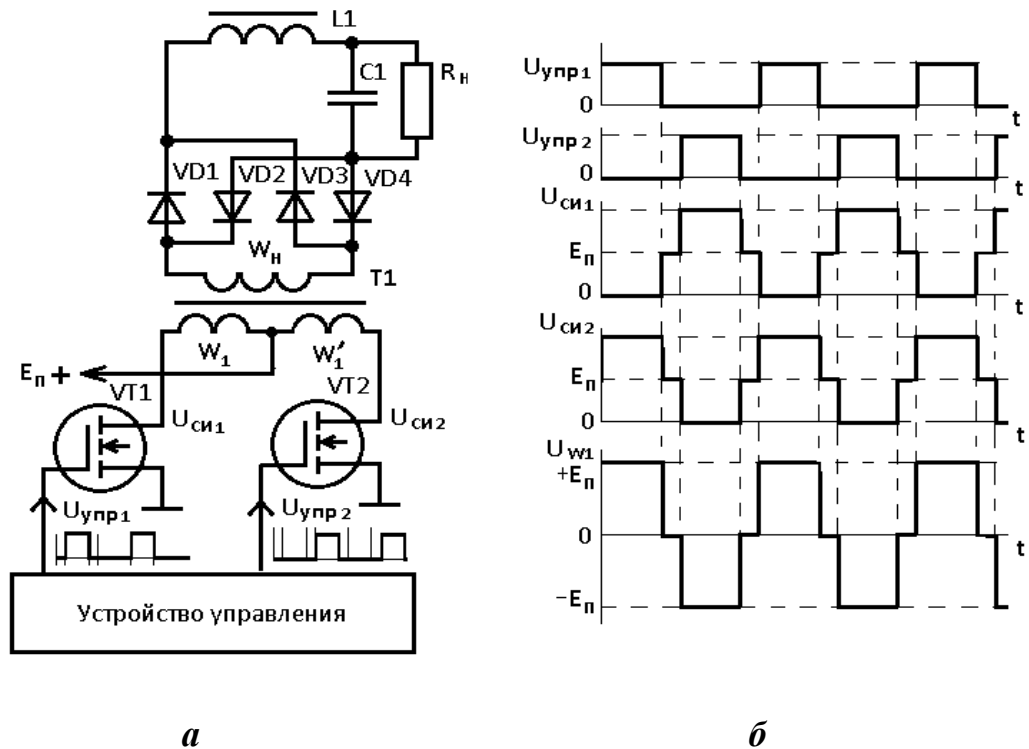 L1
C1
Rн
VD1 VD2 VD3 VD4
Wн
T1
W1 W1′
Eп +
VT1
VT2
Uси1
Uси2
Uупр1
Uупр2
Устройство управления
а
Uупр1
0
t
Uупр2
0
t
Uси1
Eп
0
t
Uси2
Eп
0
t
UW1
+Eп
0
t
−Eп
б